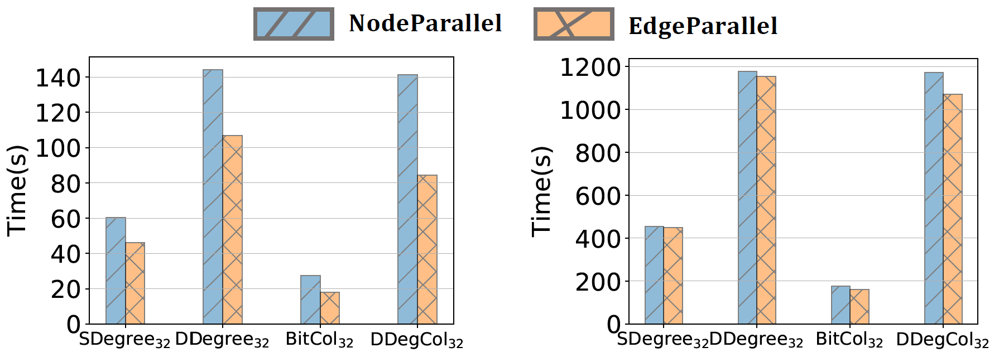 NodeParallel
EdgeParallel
Time(s)
140
120
100
80
60
40
20
0
SDegree32
DDegree32
BitCol32
DDegCol32
Time(s)
1200
1000
800
600
400
200
0
SDegree32
DDegree32
BitCol32
DDegCol32